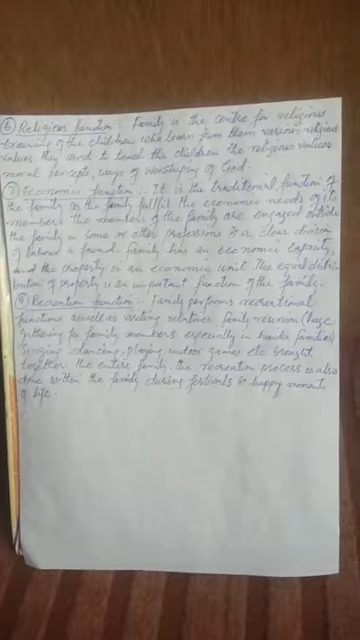 ⑥ Religious function : Family is the centre for religious
training of the children who learn from them various religious
values they used to teach the children the religious values
moral percepts, ways of worshiping of God.
⑦ Economic function : It is the traditional function of
the family as the family fulfill the economic needs of its
members the members of the family are engaged outside
the family in some or other professions & a clear division
of labour is found. Family has an economic capacity,
and the property is an economic unit. The equal distri-
bution of property is an important function of the family.
⑧ Recreation function : Family performs recreational
functions as well as visiting relatives, family reunion (huge
gathering for family members especially in families)
Singing dancing, playing indoor games etc brought
together the entire family. the recreation process is also
done within the family during festivals & happy moments
of life.